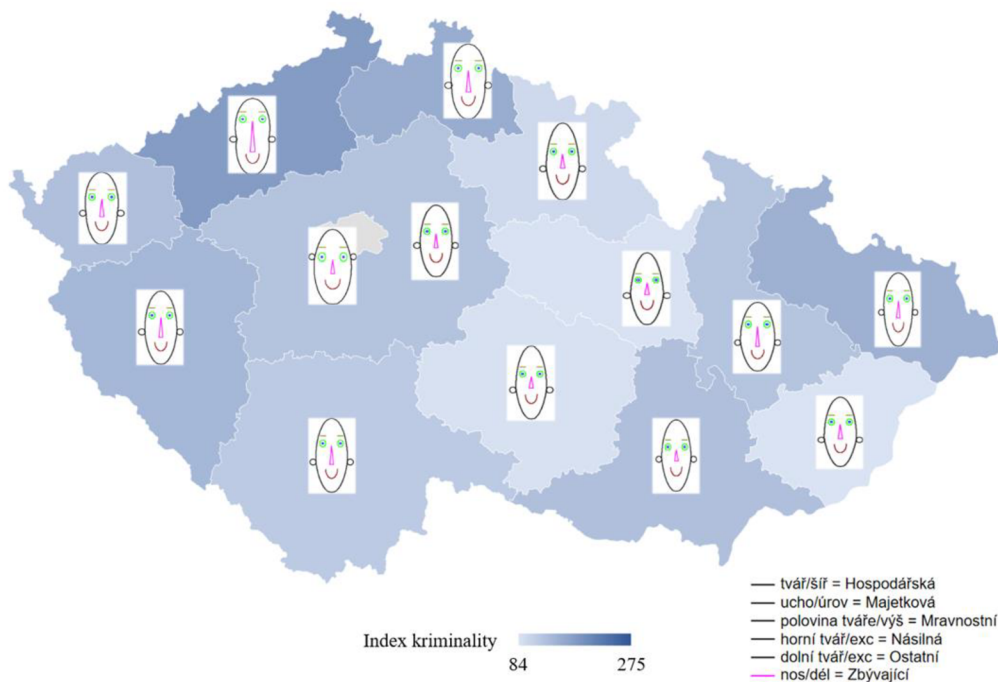 tvář/šíř = Hospodářská
ucho/úrov = Majetková
polovina tváře/výš = Mravnostní
horní tvář/exc = Násilná
dolní tvář/exc = Ostatní
nos/dél = Zbývající
Index kriminality
84 275